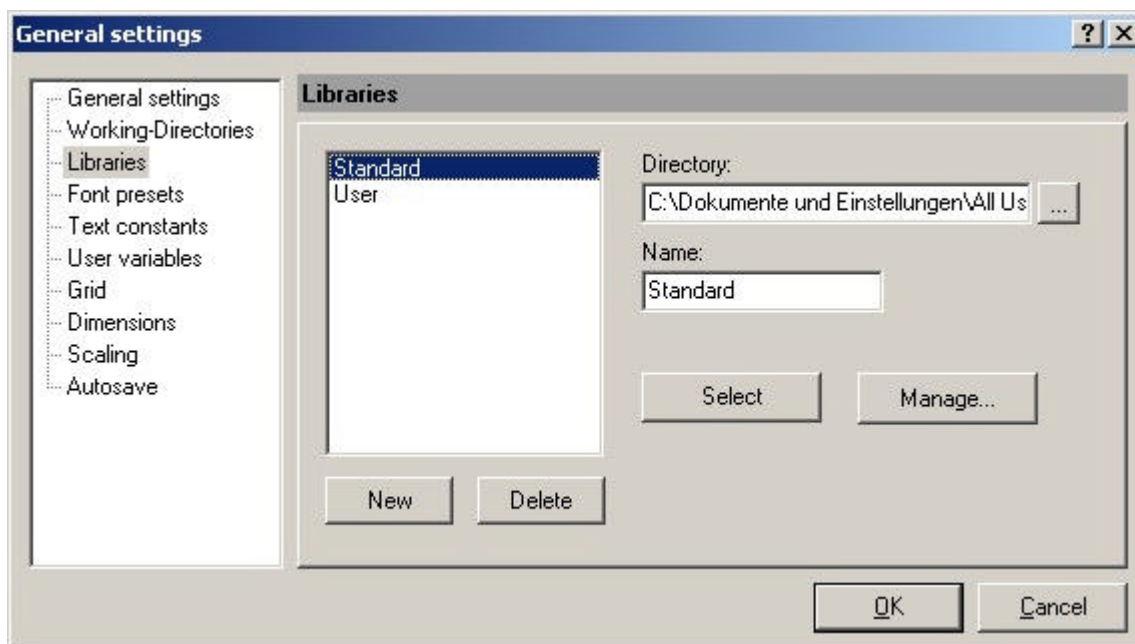 General settings
General settings
Working-Directories
Libraries
Font presets
Text constants
User variables
Grid
Dimensions
Scaling
Autosave
Libraries
Standard
User
New
Delete
Directory:
C:\Dokumente und Einstellungen\All Us
...
Name:
Standard
Select
Manage...
OK
Cancel